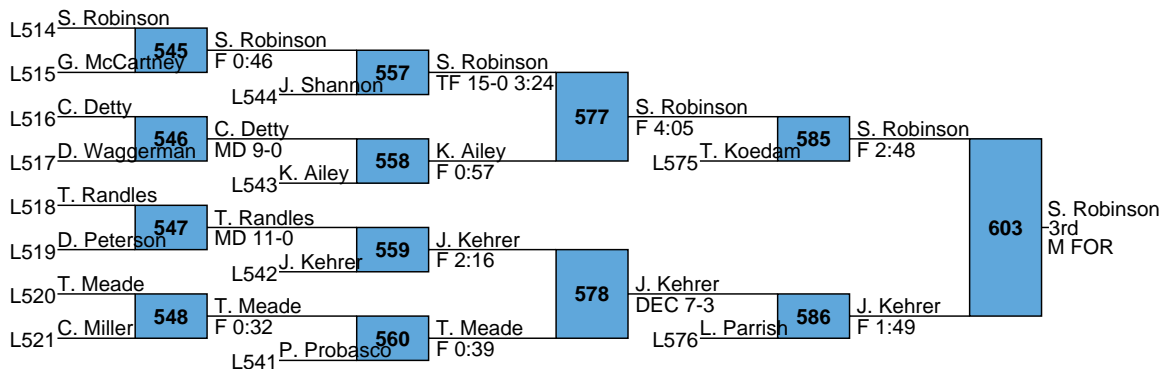 S. Robinson
L514
545
S. Robinson
F 0:46
G. McCartney
L515
557
S. Robinson
TF 15-0 3:24
J. Shannon
L544
577
S. Robinson
F 4:05
C. Detty
L516
546
C. Detty
MD 9-0
D. Waggerman
L517
558
K. Ailey
F 0:57
K. Ailey
L543
585
S. Robinson
F 2:48
T. Koedam
L575
T. Randles
L518
547
T. Randles
MD 11-0
D. Peterson
L519
559
J. Kehrer
F 2:16
J. Kehrer
L542
603
S. Robinson
3rd
M FOR
578
J. Kehrer
DEC 7-3
T. Meade
L520
548
T. Meade
F 0:32
C. Miller
L521
560
T. Meade
F 0:39
P. Probasco
L541
586
J. Kehrer
F 1:49
L. Parrish
L576